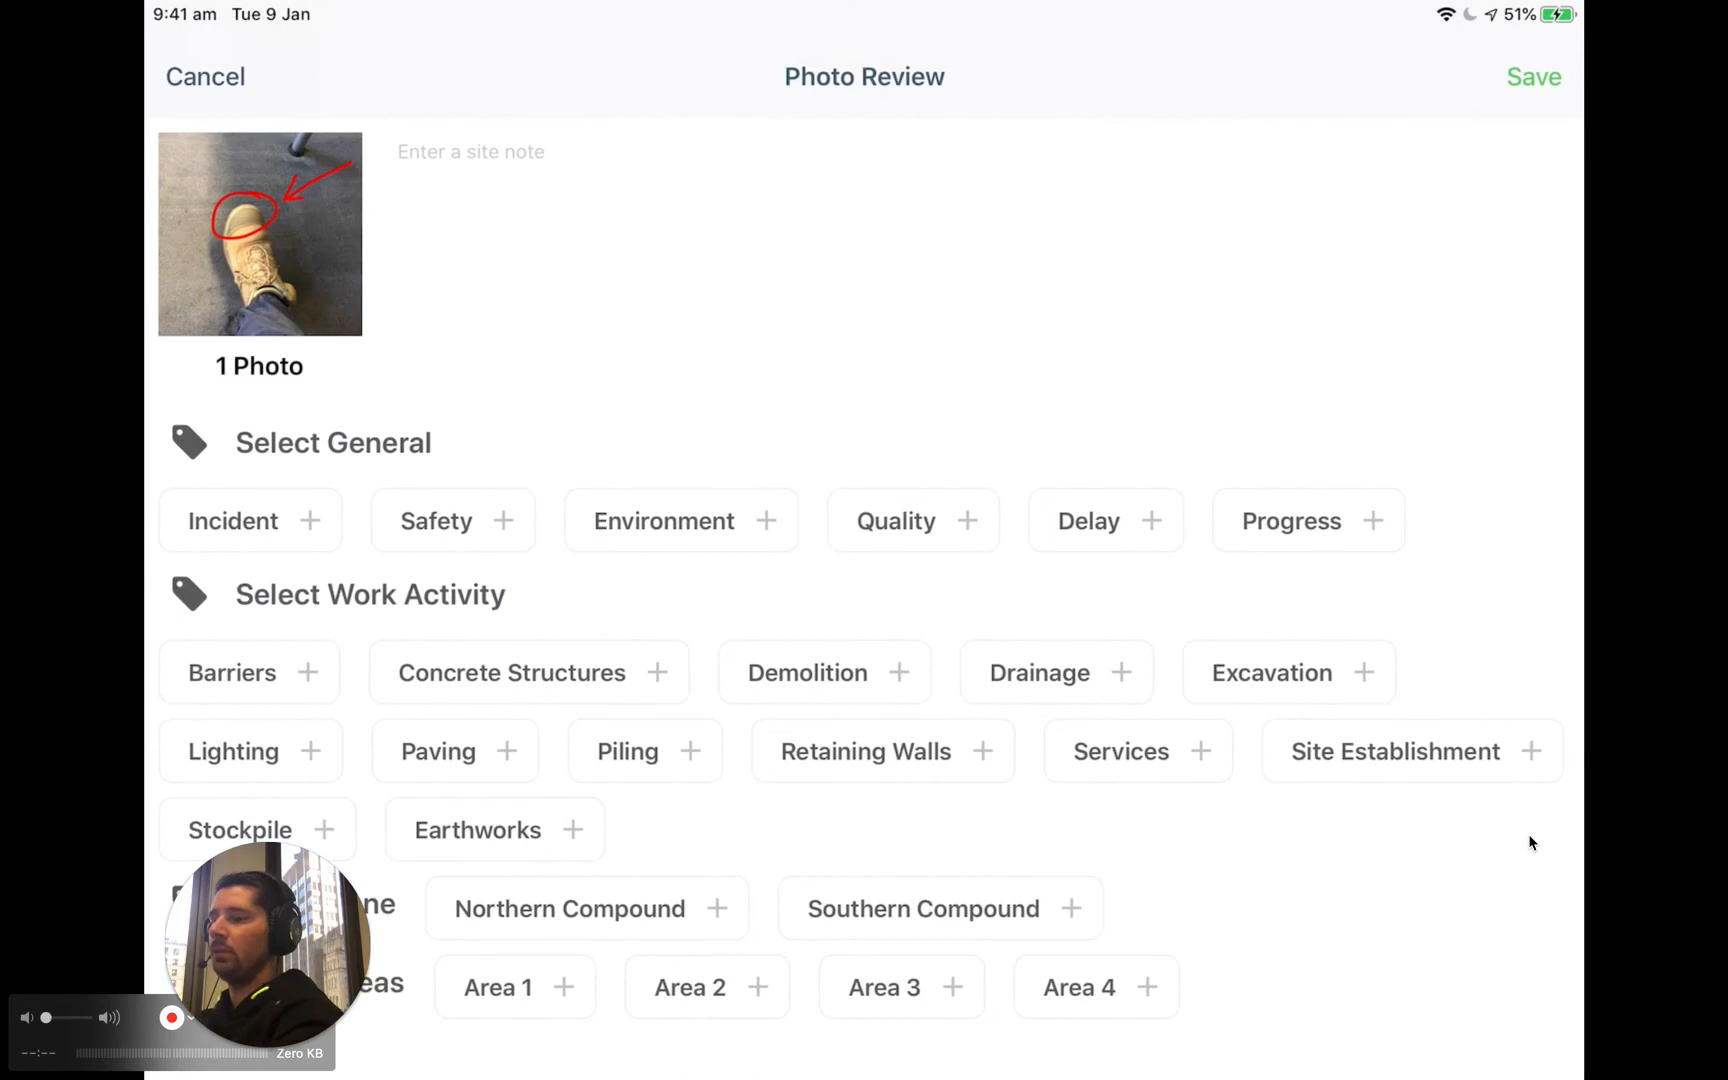 9:41 am Tue 9 Jan 51%
Cancel Photo Review Save
Enter a site note
1 Photo
Select General
Incident + Safety + Environment + Quality + Delay + Progress +
Select Work Activity
Barriers + Concrete Structures + Demolition + Drainage + Excavation +
Lighting + Paving + Piling + Retaining Walls + Services + Site Establishment +
Stockpile + Earthworks +
ne Northern Compound + Southern Compound +
eas Area 1 + Area 2 + Area 3 + Area 4 +
--:-- Zero KB